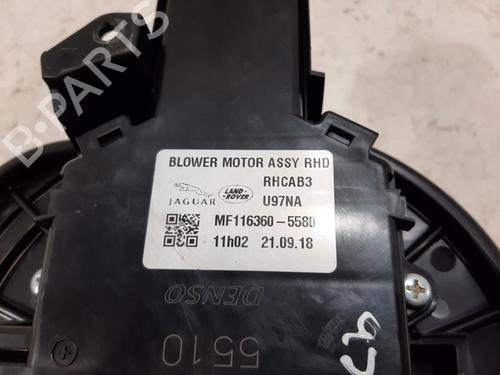 B-PARTS
BLOWER MOTOR ASSY RHD
RHCAB3
JAGUAR LAND-ROVER U97NA
MF116360-5580
11h02 21.09.18
DENSO
5510